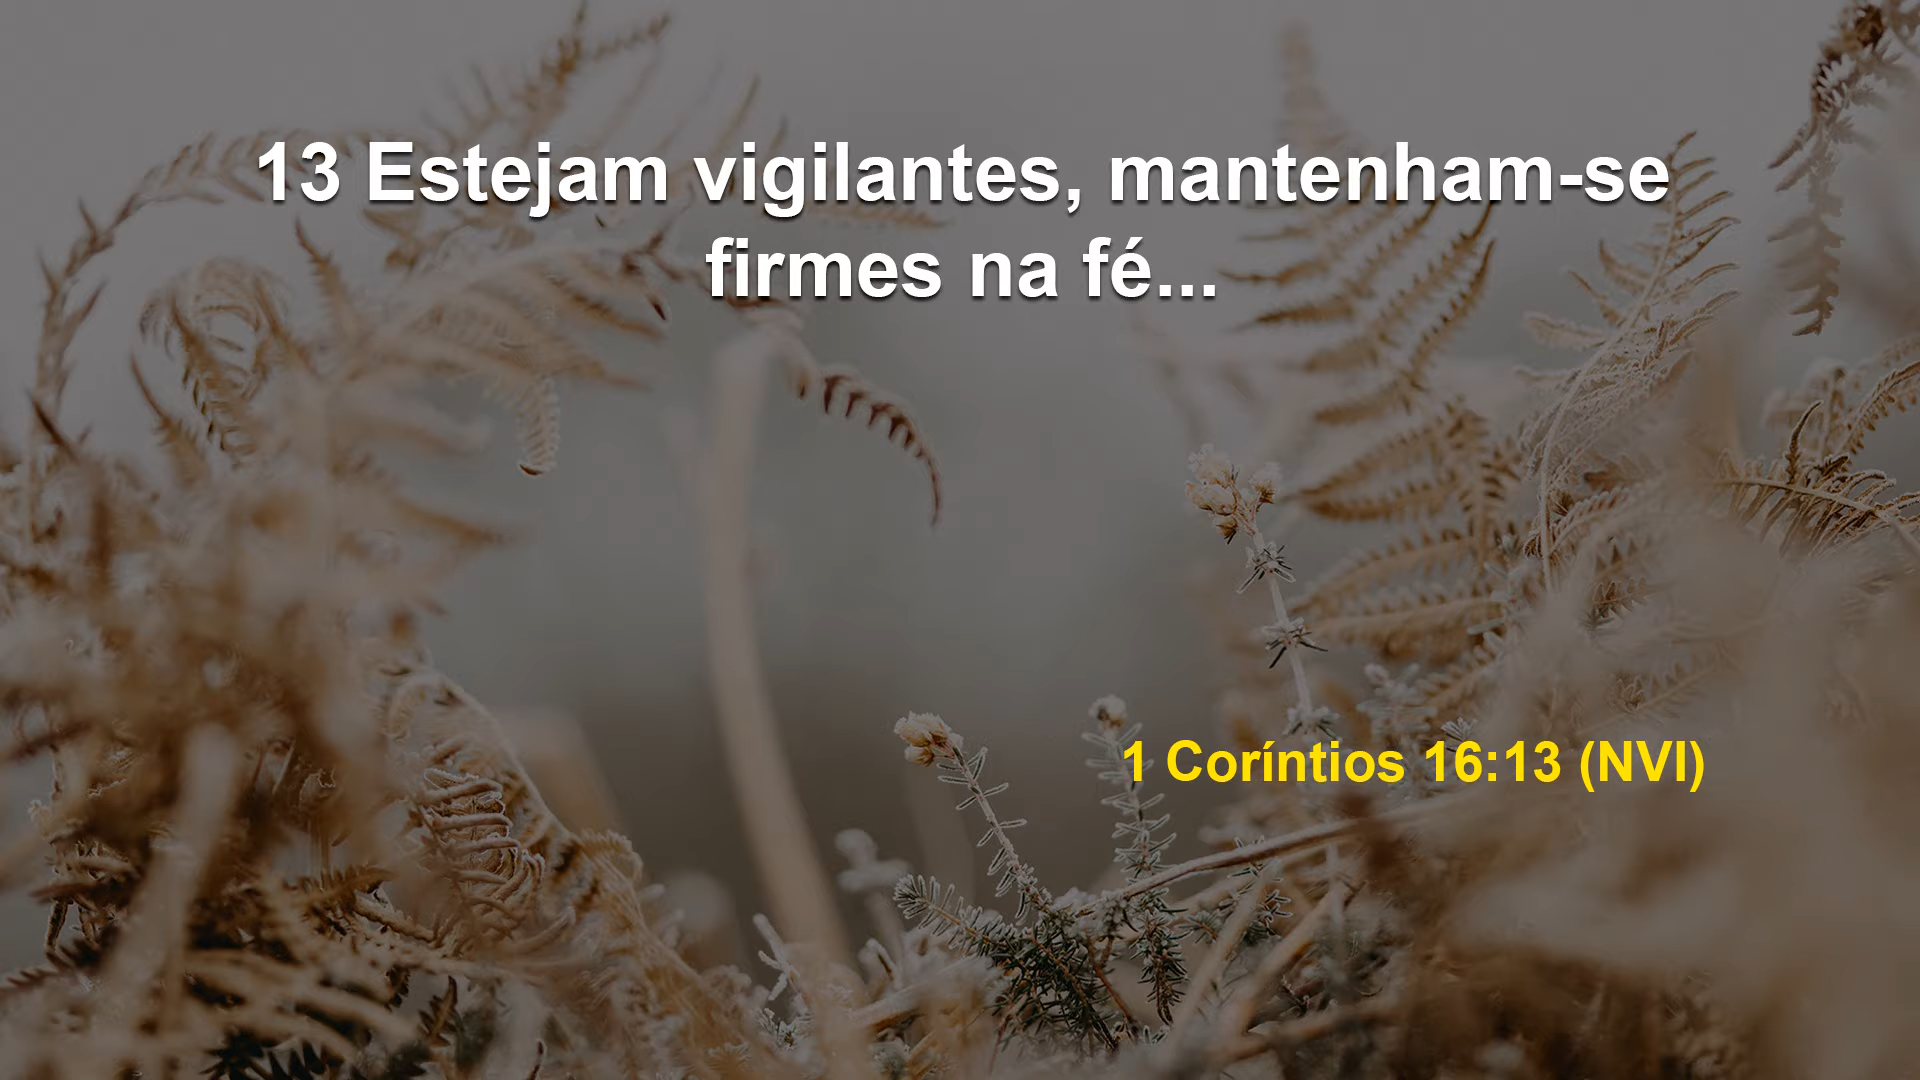 13 Estejam vigilantes, mantenham-se
firmes na fé...
1 Coríntios 16:13 (NVI)